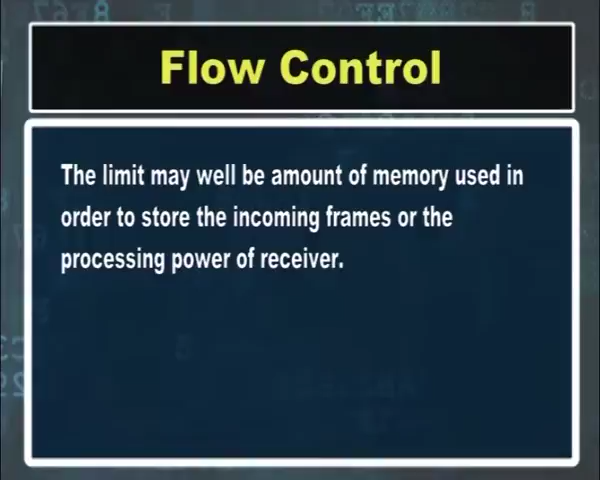 Flow Control
The limit may well be amount of memory used in
order to store the incoming frames or the
processing power of receiver.